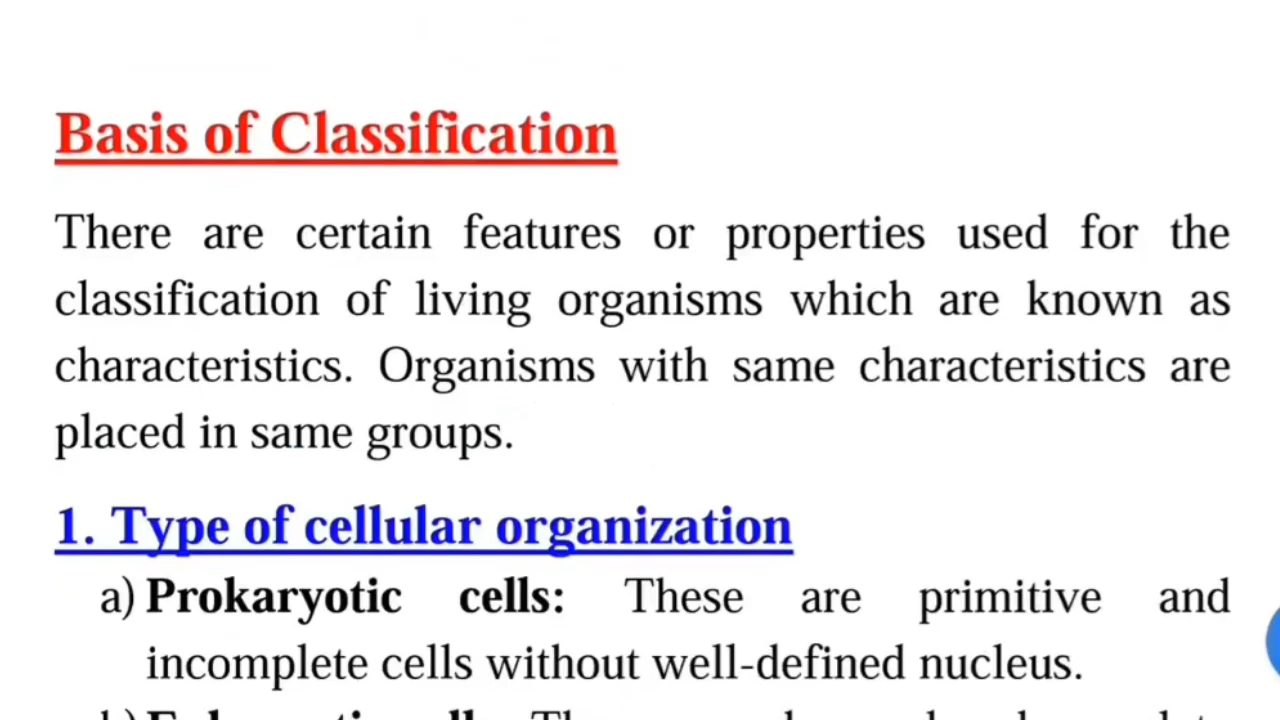 Basis of Classification
There are certain features or properties used for the
classification of living organisms which are known as
characteristics. Organisms with same characteristics are
placed in same groups.
1. Type of cellular organization
a) Prokaryotic cells: These are primitive and
incomplete cells without well-defined nucleus.